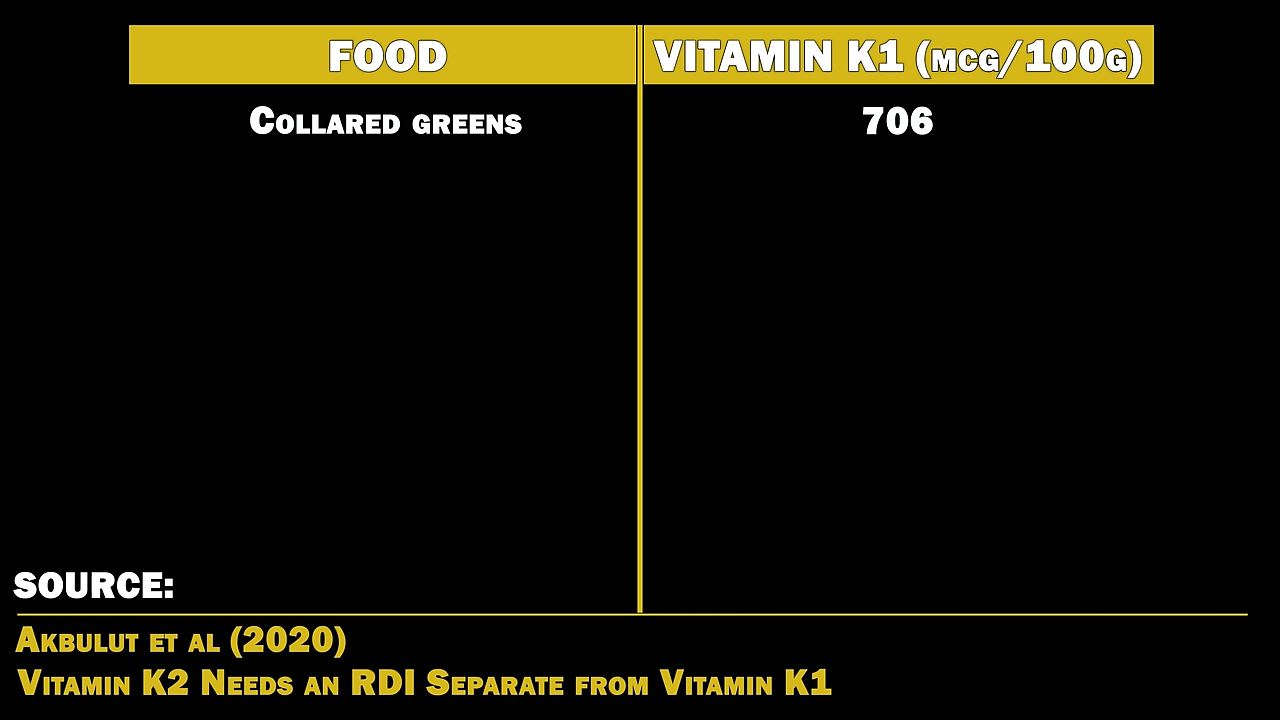 FOOD VITAMIN K1 (MCG/100G)
COLLARED GREENS 706
SOURCE:
AKBULUT ET AL (2020)
VITAMIN K2 NEEDS AN RDI SEPARATE FROM VITAMIN K1